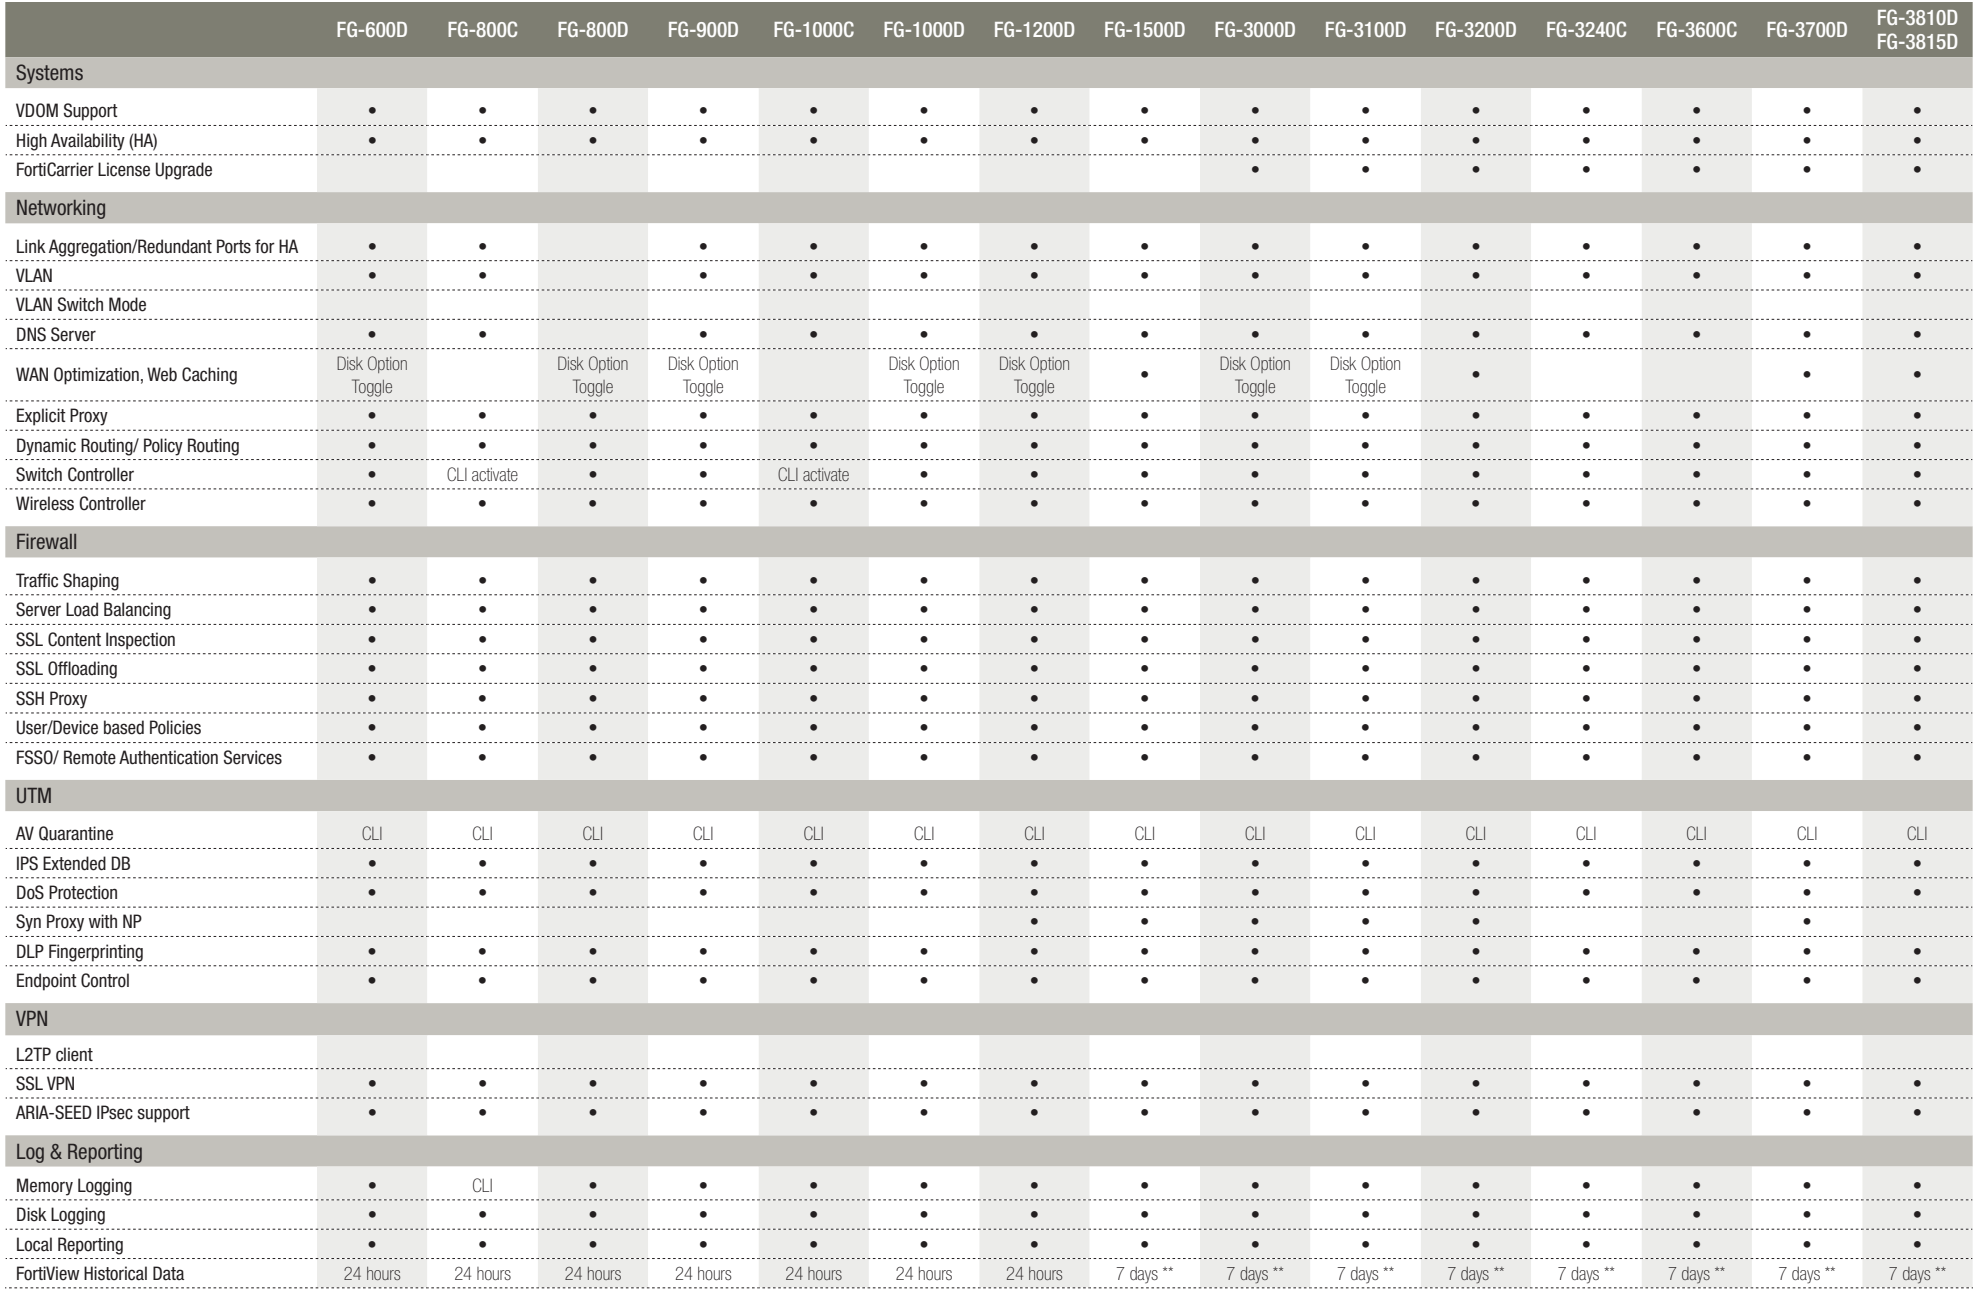 FG-600D FG-800C FG-800D FG-900D FG-1000C FG-1000D FG-1200D FG-1500D FG-3000D FG-3100D FG-3200D FG-3240C FG-3600C FG-3700D FG-3810D FG-3815D
Systems
VDOM Support • • • • • • • • • • • • • • •
High Availability (HA) • • • • • • • • • • • • • • •
FortiCarrier License Upgrade • • • • • • •
Networking
Link Aggregation/Redundant Ports for HA • • • • • • • • • • • • • •
VLAN • • • • • • • • • • • • • •
VLAN Switch Mode
DNS Server • • • • • • • • • • • • • •
WAN Optimization, Web Caching Disk Option Toggle Disk Option Toggle Disk Option Toggle Disk Option Toggle Disk Option Toggle • Disk Option Toggle Disk Option Toggle • • •
Explicit Proxy • • • • • • • • • • • • • • •
Dynamic Routing/ Policy Routing • • • • • • • • • • • • • • •
Switch Controller • CLI activate • • CLI activate • • • • • • • • • •
Wireless Controller • • • • • • • • • • • • • • •
Firewall
Traffic Shaping • • • • • • • • • • • • • • •
Server Load Balancing • • • • • • • • • • • • • • •
SSL Content Inspection • • • • • • • • • • • • • • •
SSL Offloading • • • • • • • • • • • • • • •
SSH Proxy • • • • • • • • • • • • • • •
User/Device based Policies • • • • • • • • • • • • • • •
FSSO/ Remote Authentication Services • • • • • • • • • • • • • • •
UTM
AV Quarantine CLI CLI CLI CLI CLI CLI CLI CLI CLI CLI CLI CLI CLI CLI CLI
IPS Extended DB • • • • • • • • • • • • • • •
DoS Protection • • • • • • • • • • • • • • •
Syn Proxy with NP • • • • • •
DLP Fingerprinting • • • • • • • • • • • • • • •
Endpoint Control • • • • • • • • • • • • • • •
VPN
L2TP client
SSL VPN • • • • • • • • • • • • • • •
ARIA-SEED IPsec support • • • • • • • • • • • • • • •
Log & Reporting
Memory Logging • CLI • • • • • • • • • • • • •
Disk Logging • • • • • • • • • • • • • • •
Local Reporting • • • • • • • • • • • • • • •
FortiView Historical Data 24 hours 24 hours 24 hours 24 hours 24 hours 24 hours 24 hours 7 days ** 7 days ** 7 days ** 7 days ** 7 days ** 7 days ** 7 days ** 7 days **